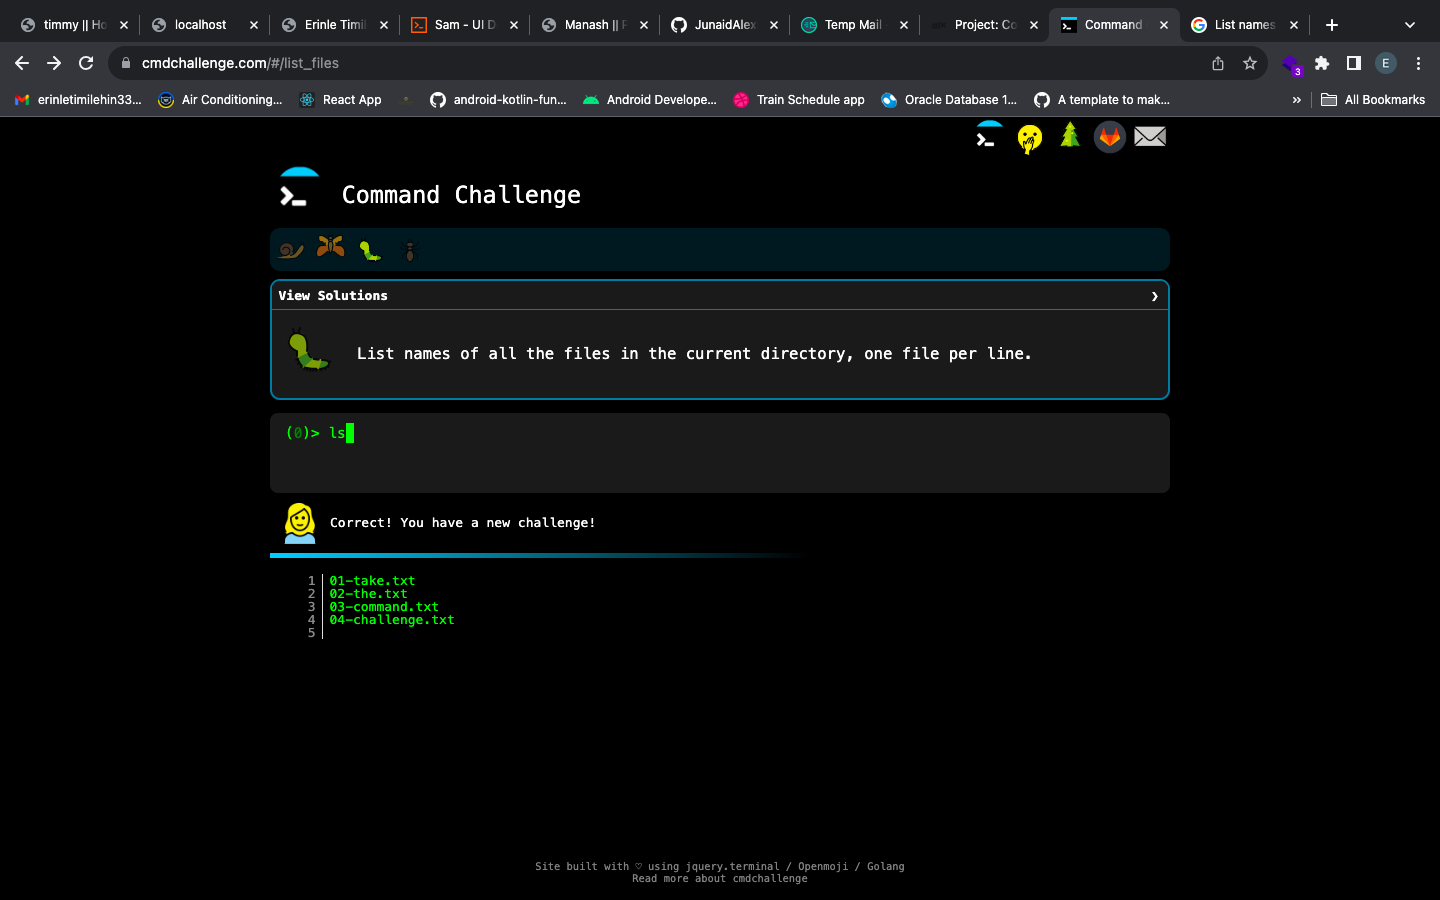 timmy || Ho
localhost
Erinle Timil
Sam - UI D
Manash || F
JunaidAlex
Temp Mail
Project: Co
Command
List names
cmdchallenge.com/#/list_files
3
E
erinletimilehin33...
Air Conditioning...
React App
android-kotlin-fun...
Android Develope...
Train Schedule app
Oracle Database 1...
A template to mak...
»
All Bookmarks
Command Challenge
View Solutions
List names of all the files in the current directory, one file per line.
(0)> ls
Correct! You have a new challenge!
1 01-take.txt
2 02-the.txt
3 03-command.txt
4 04-challenge.txt
5
Site built with ♡ using jquery.terminal / Openmoji / Golang
Read more about cmdchallenge